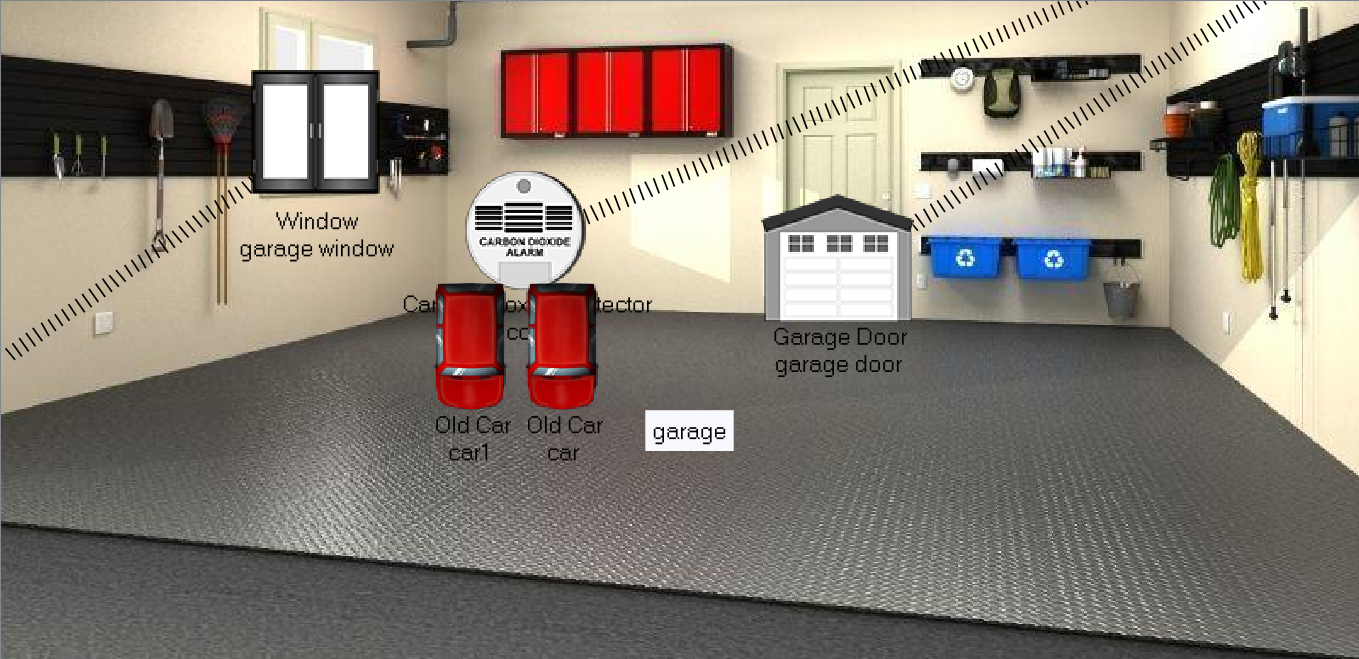 Window
garage window
CARBON DIOXIDE
ALARM
Garage Door
garage door
Old Car
car1
Old Car
car
garage